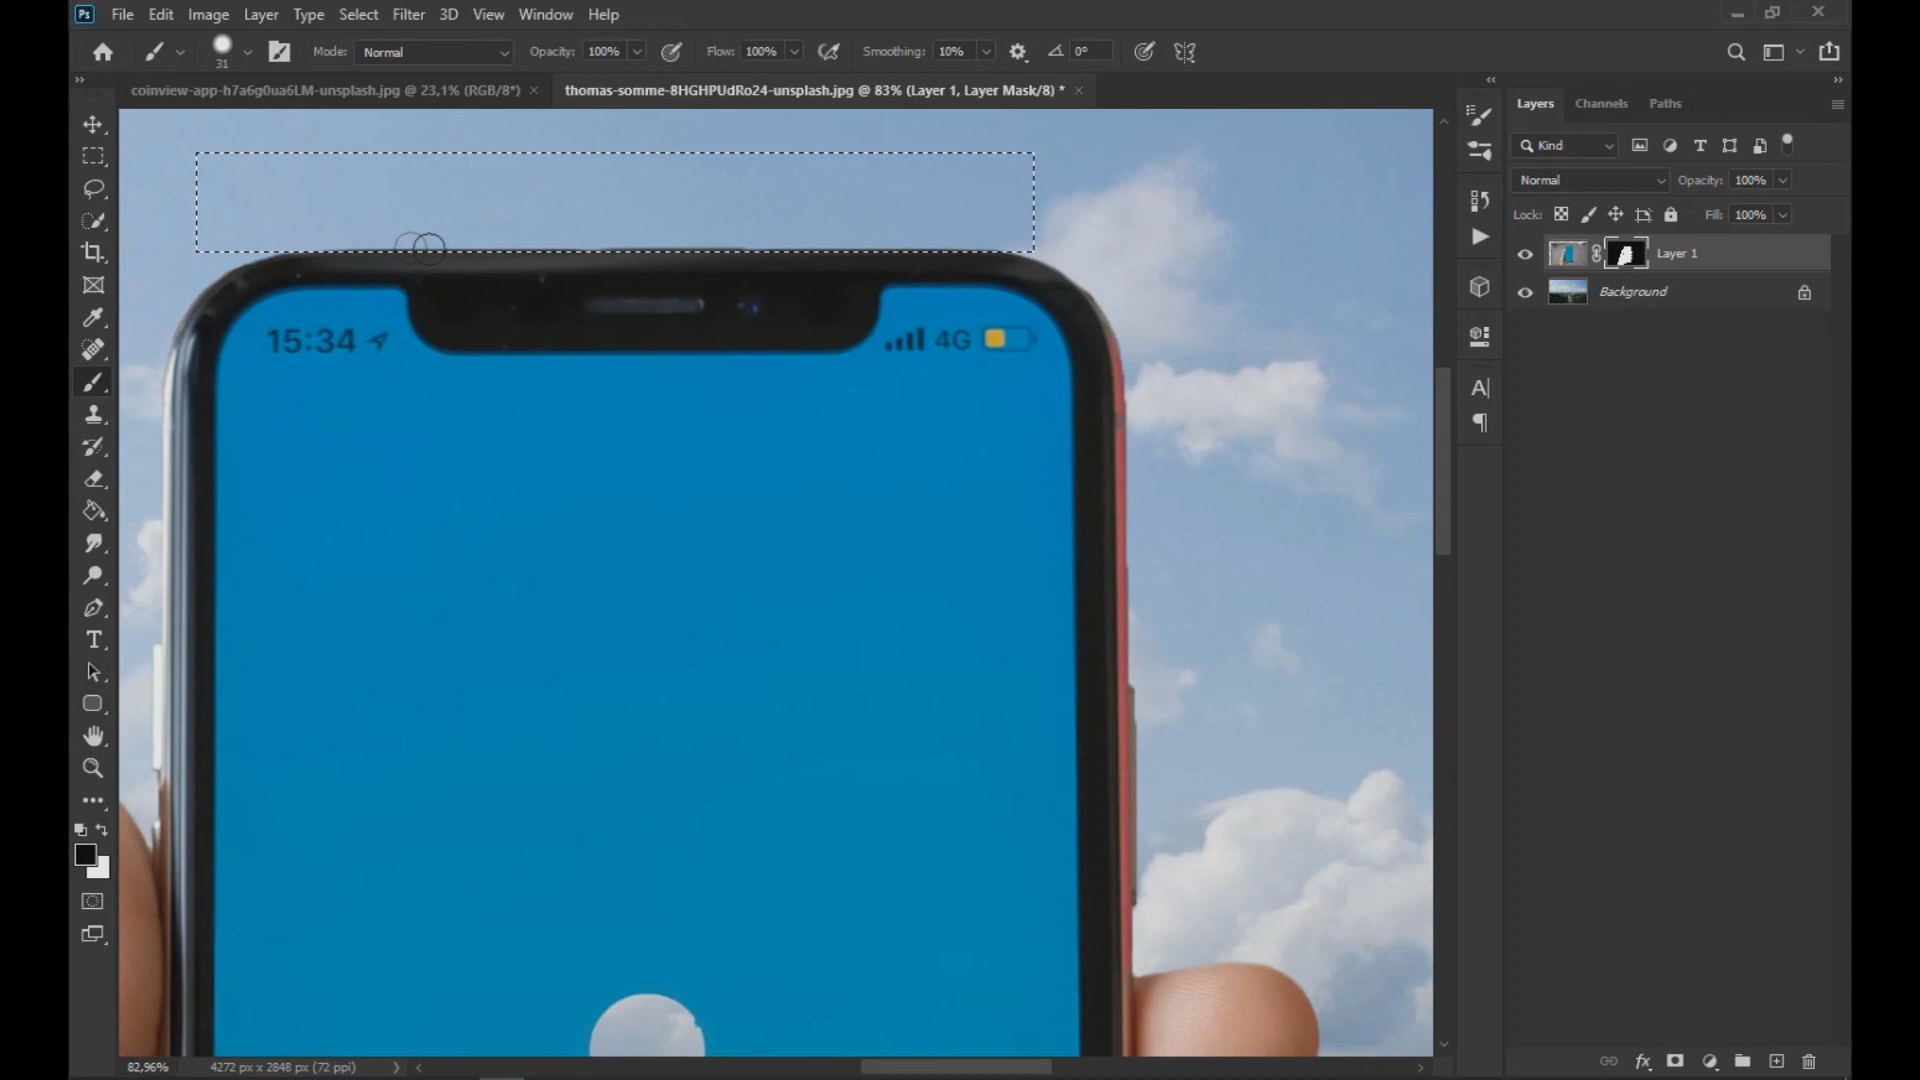 Ps File Edit Image Layer Type Select Filter 3D View Window Help
31 Mode: Normal Opacity: 100% Flow: 100% Smoothing: 10% 0°
coinview-app-h7a6g0ua6LM-unsplash.jpg @ 23,1% (RGB/8*) × thomas-somme-8HGHPUdRo24-unsplash.jpg @ 83% (Layer 1, Layer Mask/8) * ×
Layers Channels Paths
Kind
Normal Opacity: 100%
Lock: Fill: 100%
Layer 1
Background
15:34 4G
82,96% 4272 px x 2848 px (72 ppi)